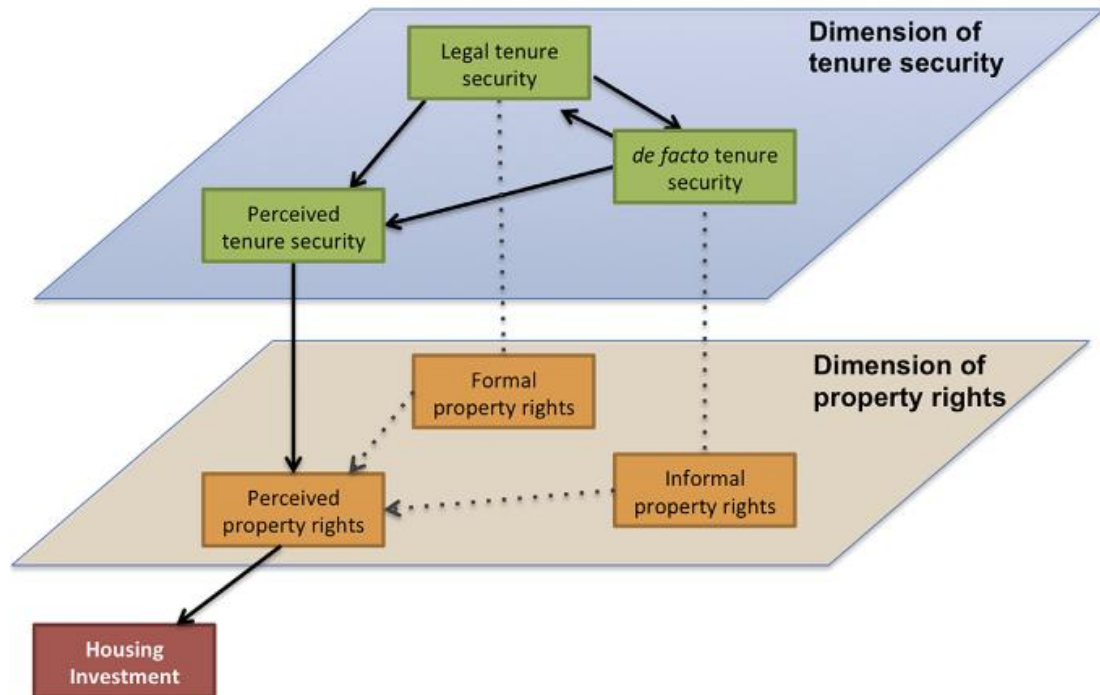 Dimension of
tenure security
Legal tenure
security
de facto tenure
security
Perceived
tenure security
Dimension of
property rights
Formal
property rights
Informal
property rights
Perceived
property rights
Housing
Investment